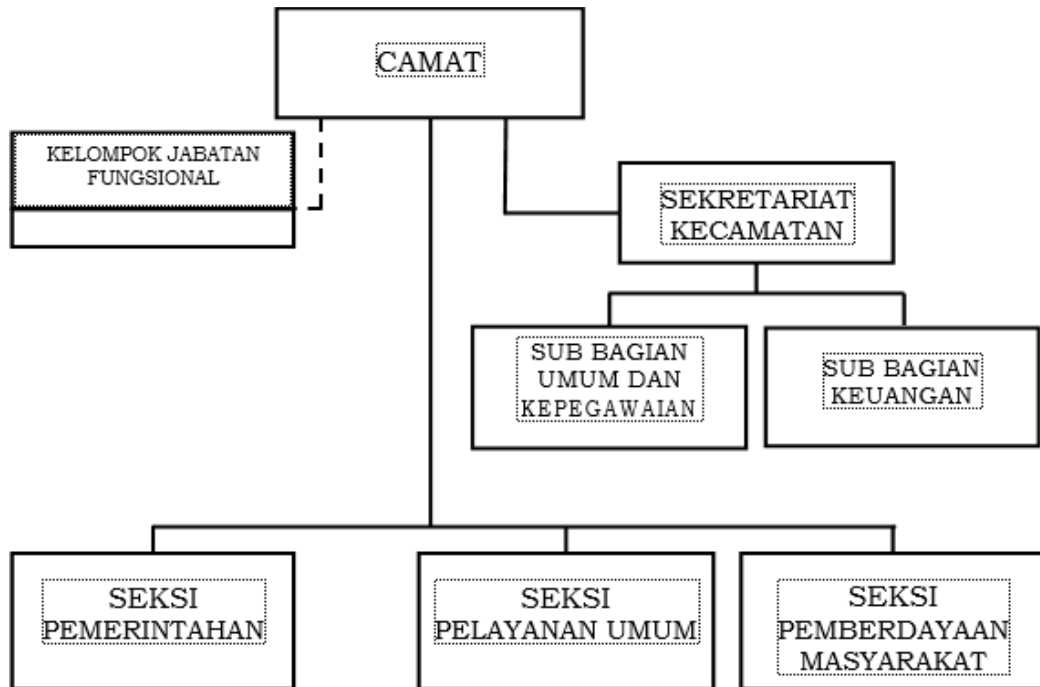 CAMAT
KELOMPOK JABATAN
FUNGSIONAL
SEKRETARIAT
KECAMATAN
SUB BAGIAN
UMUM DAN
KEPEGAWAIAN
SUB BAGIAN
KEUANGAN
SEKSI
PEMERINTAHAN
SEKSI
PELAYANAN UMUM
SEKSI
PEMBERDAYAAN
MASYARAKAT